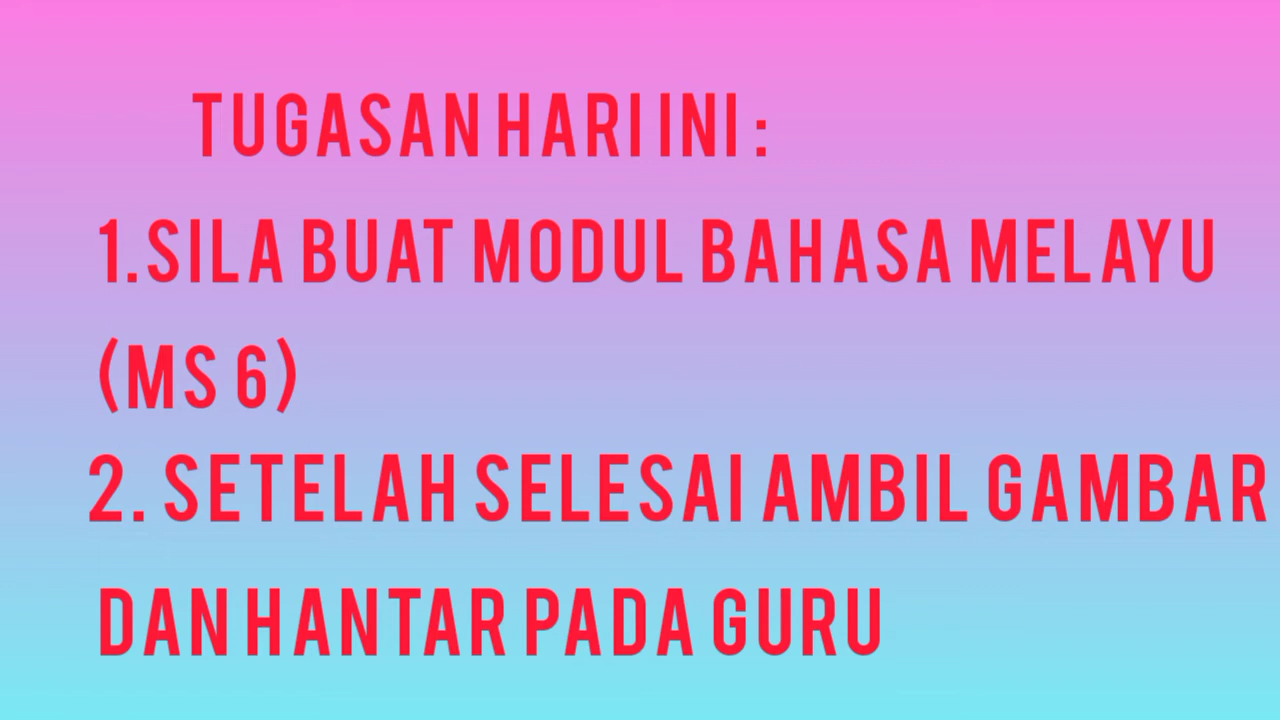 TUGASAN HARI INI :
1.SILA BUAT MODUL BAHASA MELAYU
(MS 6)
2. SETELAH SELESAI AMBIL GAMBAR
DAN HANTAR PADA GURU